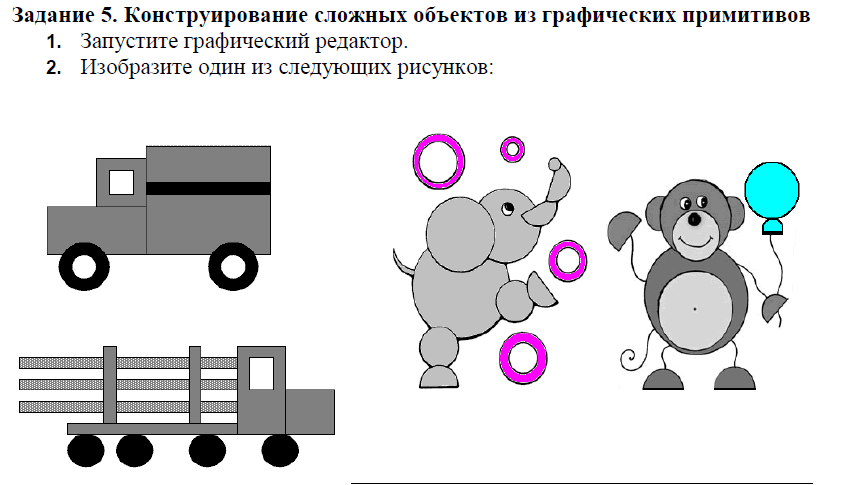 Задание 5. Конструирование сложных объектов из графических примитивов
1. Запустите графический редактор.
2. Изобразите один из следующих рисунков: